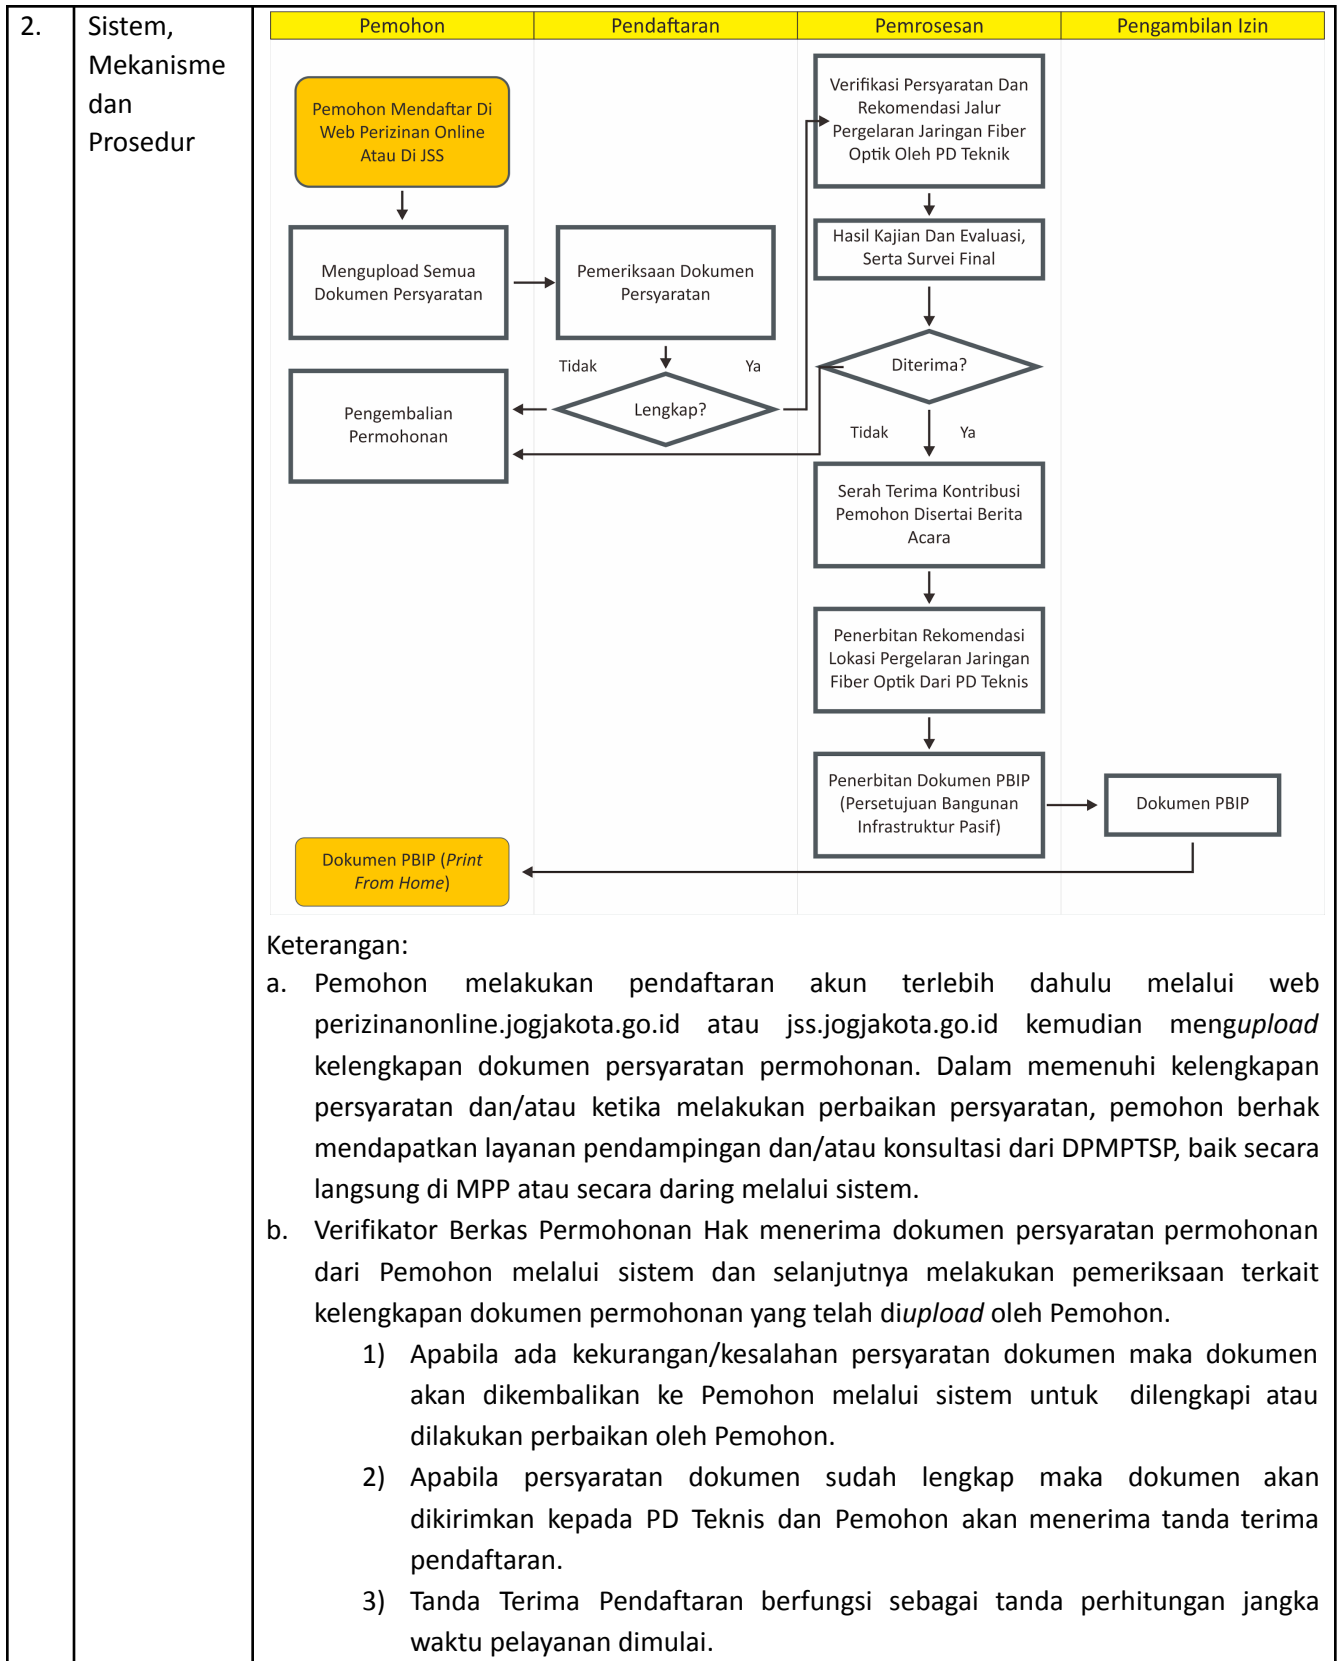 2.
Sistem,
Mekanisme
dan
Prosedur
Pemohon
Pendaftaran
Pemrosesan
Pengambilan Izin
Pemohon Mendaftar Di
Web Perizinan Online
Atau Di JSS
Mengupload Semua
Dokumen Persyaratan
Pengembalian
Permohonan
Dokumen PBIP (Print
From Home)
Pemeriksaan Dokumen
Persyaratan
Tidak
Ya
Lengkap?
Verifikasi Persyaratan Dan
Rekomendasi Jalur
Pergelaran Jaringan Fiber
Optik Oleh PD Teknik
Hasil Kajian Dan Evaluasi,
Serta Survei Final
Diterima?
Tidak
Ya
Serah Terima Kontribusi
Pemohon Disertai Berita
Acara
Penerbitan Rekomendasi
Lokasi Pergelaran Jaringan
Fiber Optik Dari PD Teknis
Penerbitan Dokumen PBIP
(Persetujuan Bangunan
Infrastruktur Pasif)
Dokumen PBIP
Keterangan:
a. Pemohon melakukan pendaftaran akun terlebih dahulu melalui web
perizinanonline.jogjakota.go.id atau jss.jogjakota.go.id kemudian mengupload
kelengkapan dokumen persyaratan permohonan. Dalam memenuhi kelengkapan
persyaratan dan/atau ketika melakukan perbaikan persyaratan, pemohon berhak
mendapatkan layanan pendampingan dan/atau konsultasi dari DPMPTSP, baik secara
langsung di MPP atau secara daring melalui sistem.
b. Verifikator Berkas Permohonan Hak menerima dokumen persyaratan permohonan
dari Pemohon melalui sistem dan selanjutnya melakukan pemeriksaan terkait
kelengkapan dokumen permohonan yang telah diupload oleh Pemohon.
1) Apabila ada kekurangan/kesalahan persyaratan dokumen maka dokumen
akan dikembalikan ke Pemohon melalui sistem untuk dilengkapi atau
dilakukan perbaikan oleh Pemohon.
2) Apabila persyaratan dokumen sudah lengkap maka dokumen akan
dikirimkan kepada PD Teknis dan Pemohon akan menerima tanda terima
pendaftaran.
3) Tanda Terima Pendaftaran berfungsi sebagai tanda perhitungan jangka
waktu pelayanan dimulai.